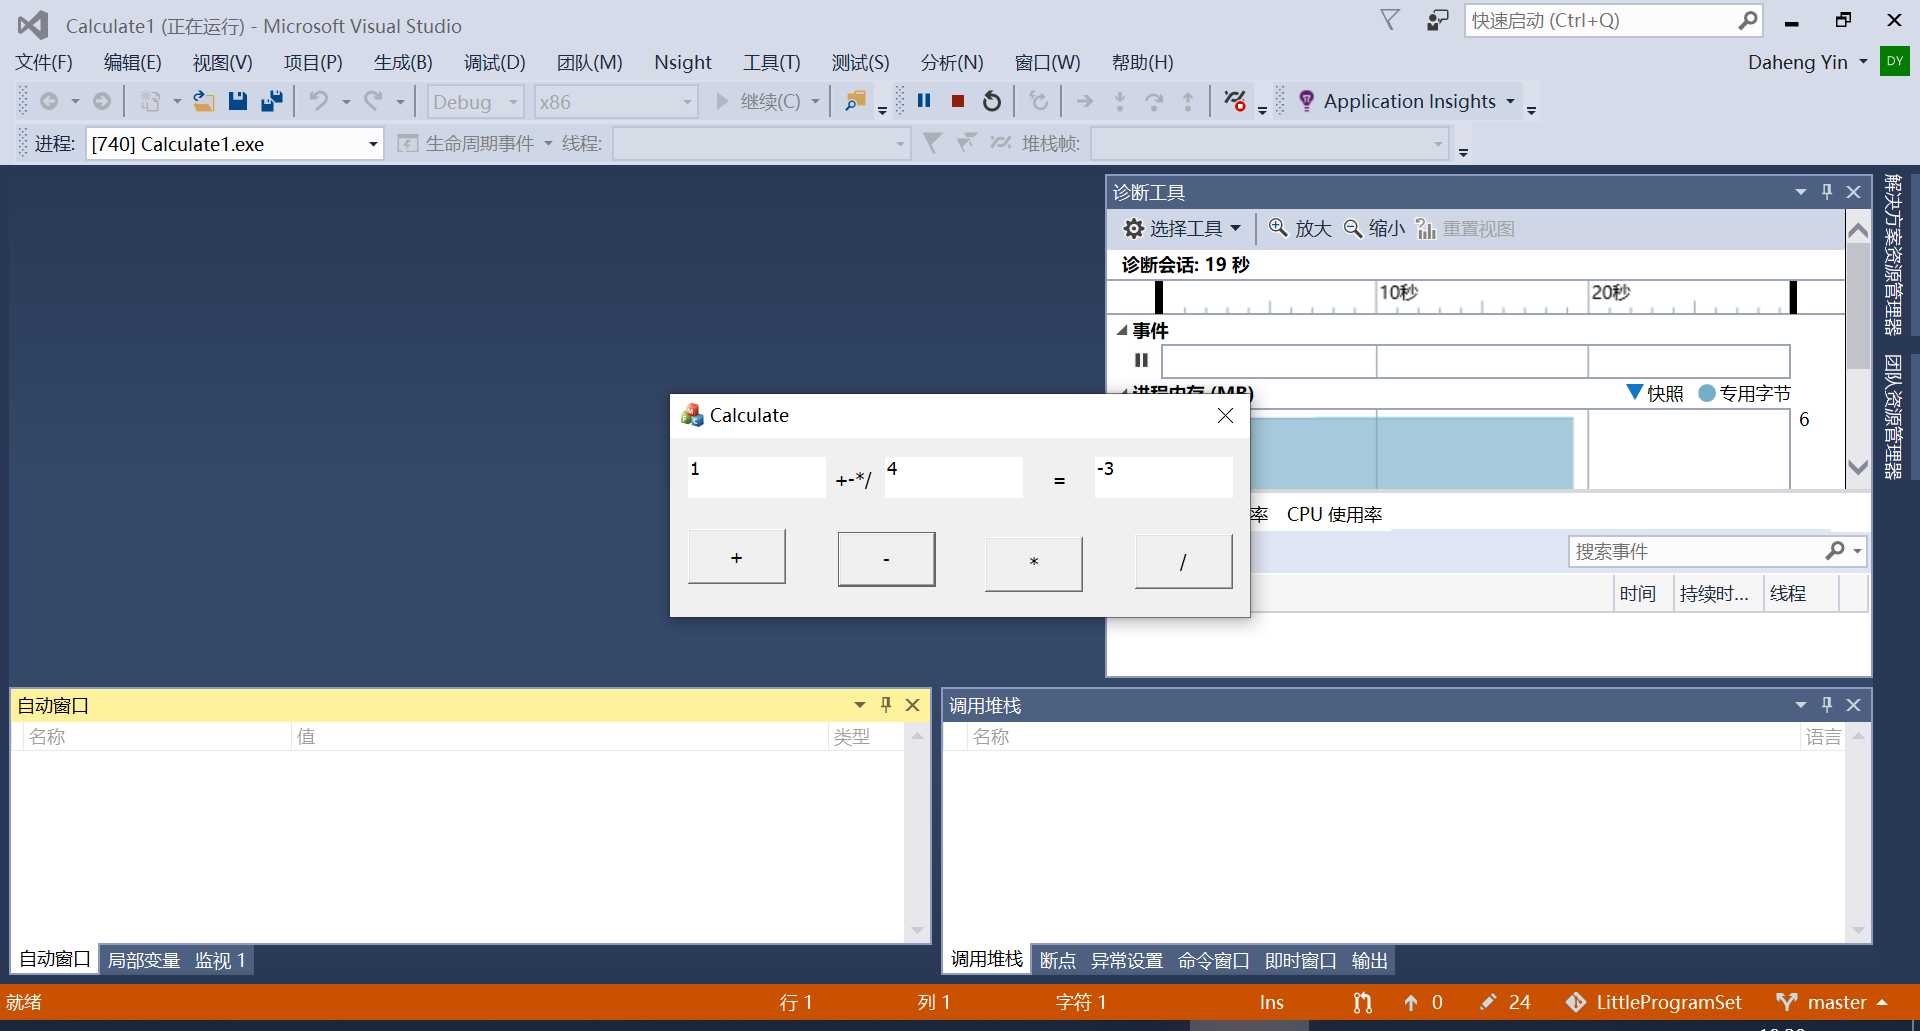 Calculate1 (正在运行) - Microsoft Visual Studio
快速启动 (Ctrl+Q)
文件(F) 编辑(E) 视图(V) 项目(P) 生成(B) 调试(D) 团队(M) Nsight 工具(T) 测试(S) 分析(N) 窗口(W) 帮助(H)
Daheng Yin DY
Debug x86 继续(C) Application Insights
进程: [740] Calculate1.exe 生命周期事件 线程: 堆栈帧:
诊断工具
选择工具 放大 缩小 重置视图
诊断会话: 19 秒
10秒 20秒
事件
进程内存 (MB) 快照 专用字节
6
率 CPU 使用率
搜索事件
时间 持续时... 线程
解决方案资源管理器
团队资源管理器
Calculate
1 +-*/ 4 = -3
+ - * /
自动窗口
名称 值 类型
自动窗口 局部变量 监视 1
调用堆栈
名称 语言
调用堆栈 断点 异常设置 命令窗口 即时窗口 输出
就绪 行 1 列 1 字符 1 Ins 0 24 LittleProgramSet master